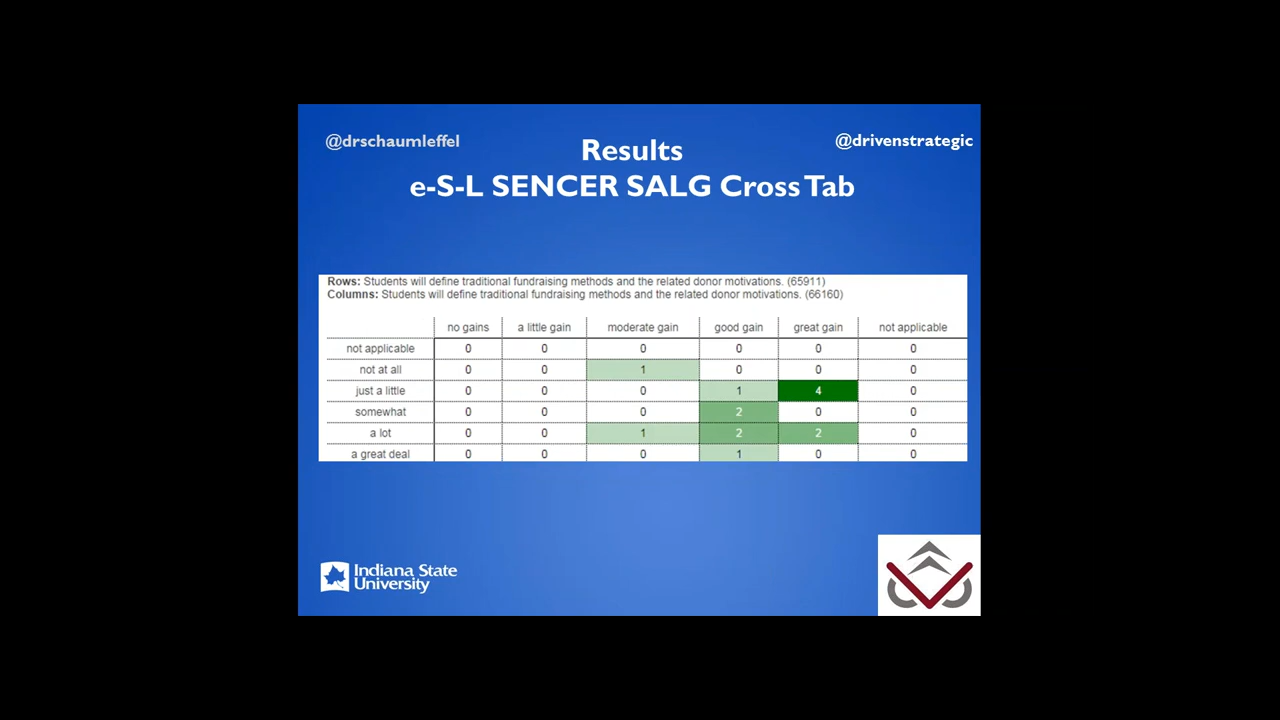 @drschaumleffel
@drivenstrategic
Results
e-S-L SENCER SALG Cross Tab
Rows: Students will define traditional fundraising methods and the related donor motivations. (65911)
Columns: Students will define traditional fundraising methods and the related donor motivations. (66160)
no gains a little gain moderate gain good gain great gain not applicable
not applicable 0 0 0 0 0 0
not at all 0 0 1 0 0 0
just a little 0 0 0 1 4 0
somewhat 0 0 0 2 0 0
a lot 0 0 1 2 2 0
a great deal 0 0 0 1 0 0
Indiana State
University